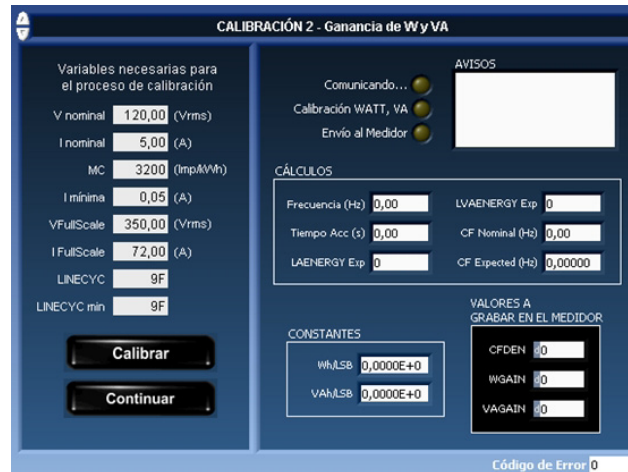 CALIBRACIÓN 2 - Ganancia de W y VA
Variables necesarias para
el proceso de calibración
V nominal 120,00 (Vrms)
I nominal 5,00 (A)
MC 3200 (Imp/kWh)
I mínima 0,05 (A)
VFullScale 350,00 (Vrms)
I FullScale 72,00 (A)
LINECYC 9F
LINECYC min 9F
Calibrar
Continuar
Comunicando...
Calibración WATT, VA
Envío al Medidor
AVISOS
CÁLCULOS
Frecuencia (Hz) 0,00
LVAENERGY Exp 0
Tiempo Acc (s) 0,00
CF Nominal (Hz) 0,00
LAENERGY Exp 0
CF Expected (Hz) 0,00000
CONSTANTES
Wh/LSB 0,0000E+0
VAh/LSB 0,0000E+0
VALORES A
GRABAR EN EL MEDIDOR
CFDEN d0
WGAIN d0
VAGAIN d0
Código de Error 0